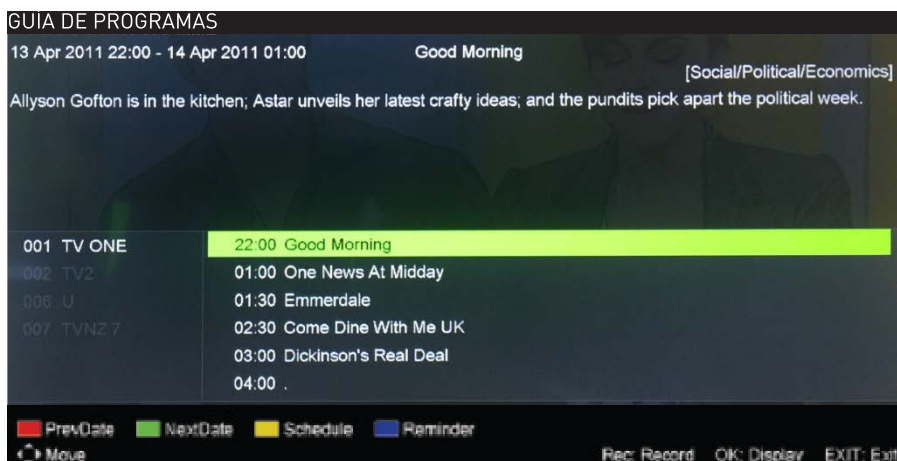 GUÍA DE PROGRAMAS
13 Apr 2011 22:00 - 14 Apr 2011 01:00 Good Morning
[Social/Political/Economics]
Allyson Gofton is in the kitchen; Astar unveils her latest crafty ideas; and the pundits pick apart the political week.
001 TV ONE 22:00 Good Morning
002 TV2 01:00 One News At Midday
006 U 01:30 Emmerdale
007 TVNZ 7 02:30 Come Dine With Me UK
03:00 Dickinson's Real Deal
04:00 .
PrevDate NextDate Schedule Reminder
Move Rec: Record OK: Display EXIT: Exit